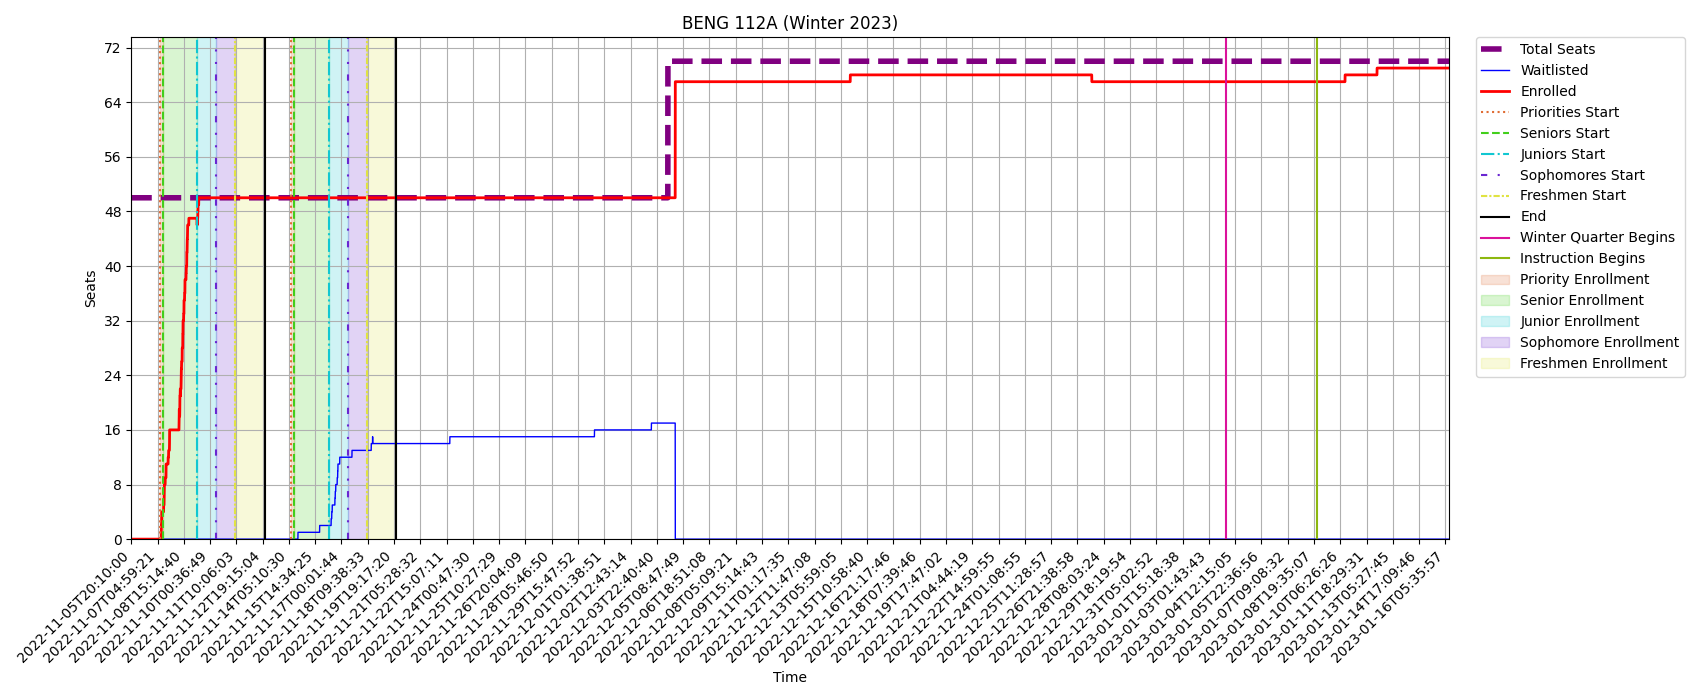 BENG 112A (Winter 2023)
Seats
72
64
56
48
40
32
24
16
8
0
2022-11-05T20:10:00
2022-11-07T04:59:21
2022-11-08T15:14:40
2022-11-10T00:36:49
2022-11-11T10:06:03
2022-11-12T19:15:04
2022-11-14T05:10:30
2022-11-15T14:34:25
2022-11-17T00:01:44
2022-11-18T09:38:33
2022-11-19T19:17:20
2022-11-21T05:28:32
2022-11-22T15:07:11
2022-11-24T00:47:30
2022-11-25T10:27:29
2022-11-26T20:04:09
2022-11-28T05:46:50
2022-11-29T15:47:52
2022-12-01T01:38:51
2022-12-02T12:43:14
2022-12-03T22:40:40
2022-12-05T08:47:49
2022-12-06T18:51:08
2022-12-08T05:09:21
2022-12-09T15:14:43
2022-12-11T01:17:35
2022-12-12T11:47:08
2022-12-13T59:59:05
2022-12-15T10:58:40
2022-12-16T21:17:46
2022-12-18T07:39:46
2022-12-19T17:47:02
2022-12-21T04:44:19
2022-12-22T14:59:55
2022-12-24T01:08:55
2022-12-25T11:28:57
2022-12-26T21:38:58
2022-12-28T08:03:24
2022-12-29T18:19:54
2022-12-31T05:02:52
2023-01-01T15:18:38
2023-01-03T01:43:43
2023-01-04T12:15:05
2023-01-05T22:36:56
2023-01-07T09:08:32
2023-01-08T19:35:07
2023-01-10T06:26:26
2023-01-11T18:29:31
2023-01-13T05:27:45
2023-01-14T17:09:46
2023-01-16T05:35:57
Time
Total Seats
Waitlisted
Enrolled
Priorities Start
Seniors Start
Juniors Start
Sophomores Start
Freshmen Start
End
Winter Quarter Begins
Instruction Begins
Priority Enrollment
Senior Enrollment
Junior Enrollment
Sophomore Enrollment
Freshmen Enrollment